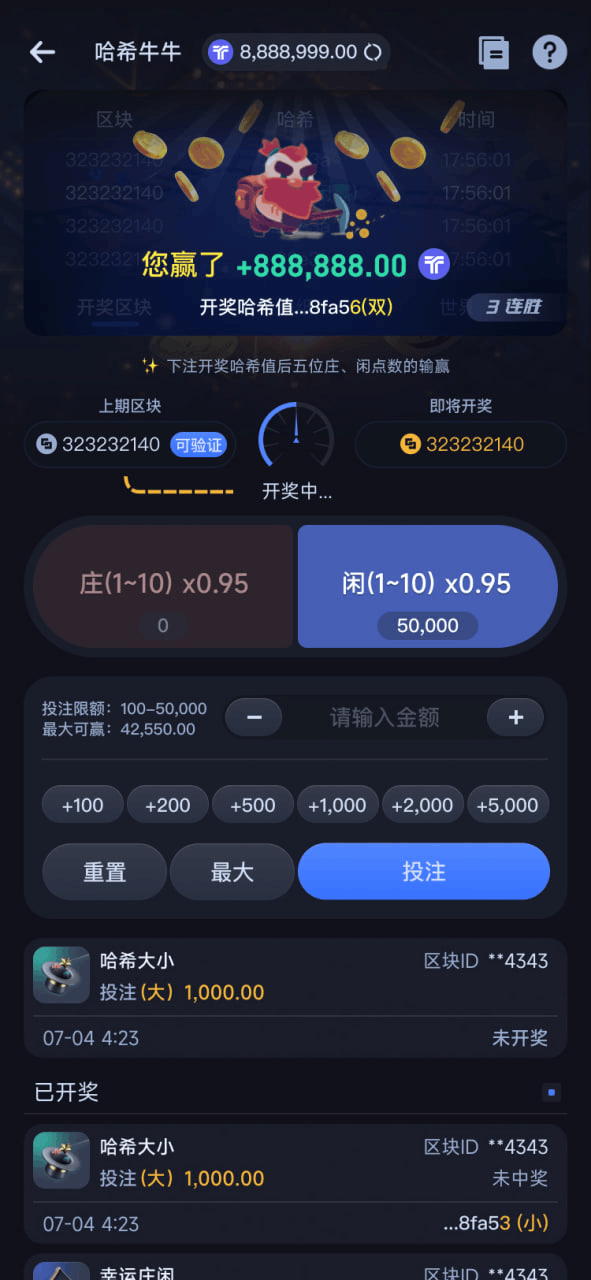 哈希牛牛 8,888,999.00
区块 哈希 时间
323232140 17:56:01
323232140 17:56:01
323232140 17:56:01
您赢了 +888,888.00
开奖区块 开奖哈希值...8fa56(双) 3 连胜
下注开奖哈希值后五位庄、闲点数的输赢
上期区块 即将开奖
323232140 可验证 323232140
开奖中...
庄(1~10) x0.95 闲(1~10) x0.95
0 50,000
投注限额：100-50,000
最大可赢：42,550.00
− 请输入金额 +
+100 +200 +500 +1,000 +2,000 +5,000
重置 最大 投注
哈希大小 区块ID **4343
投注(大) 1,000.00
07-04 4:23 未开奖
已开奖
哈希大小 区块ID **4343
投注(大) 1,000.00 未中奖
07-04 4:23 ...8fa53 (小)
幸运庄闲 区块ID **4343